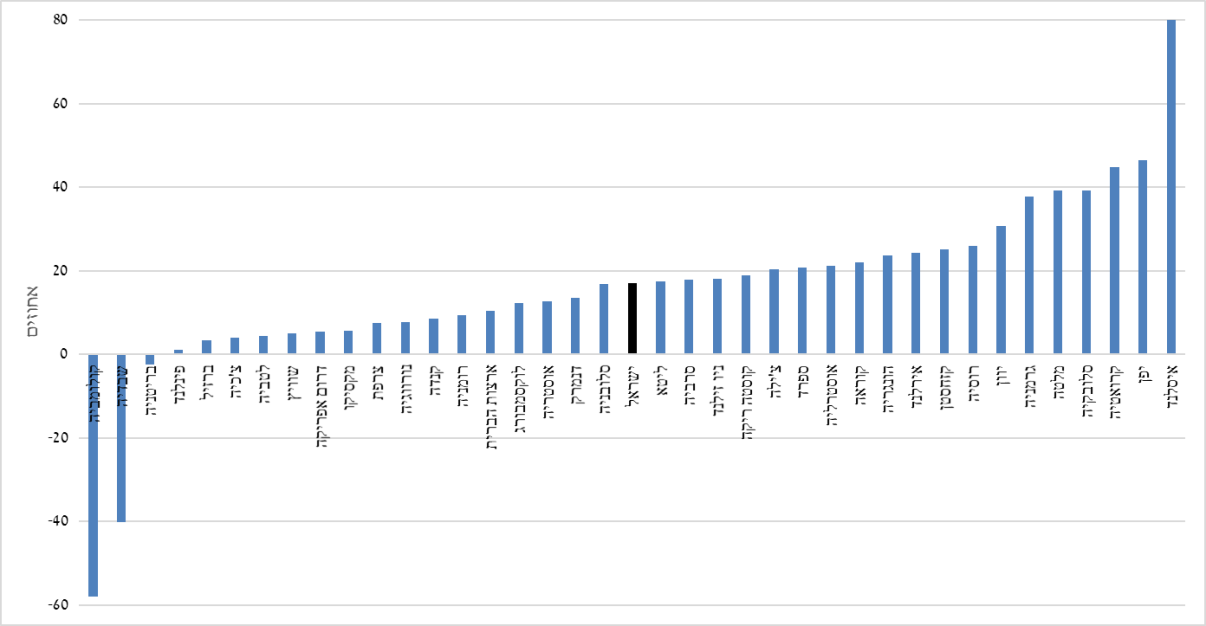 80
60
40
20
0
-20
-40
-60
אחוזים
קולומביה
שבדיה
בריטניה
פינלנד
ברזיל
צ'כיה
לטביה
שוויץ
דרום אפריקה
מקסיקו
צרפת
נורווגיה
קנדה
רומניה
ארצות הברית
לוקסמבורג
אוסטריה
דנמרק
סלובניה
ישראל
ליטא
סרביה
ניו זילנד
קוסטה ריקה
צ'ילה
ספרד
אוסטרליה
קוראה
הונגריה
אירלנד
קזחסטן
רוסיה
יוון
גרמניה
מלטה
סלובקיה
קרואטיה
יפן
איסלנד